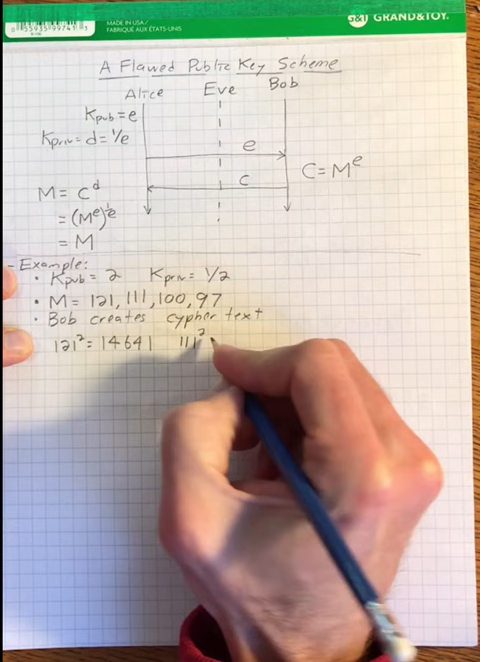 MADE IN USA /
FABRIQUÉ AUX ÉTATS-UNIS
G&T GRAND&TOY.
A Flawed Public Key Scheme
Alice Eve Bob
Kpub = e
Kpriv = d = 1/e
e
C = M^e
C
M = C^d
= (M^e)^1/e
= M
Example:
• Kpub = 2 Kpriv = 1/2
• M = 121, 111, 100, 97
• Bob creates cypher text
121² = 14641 111²